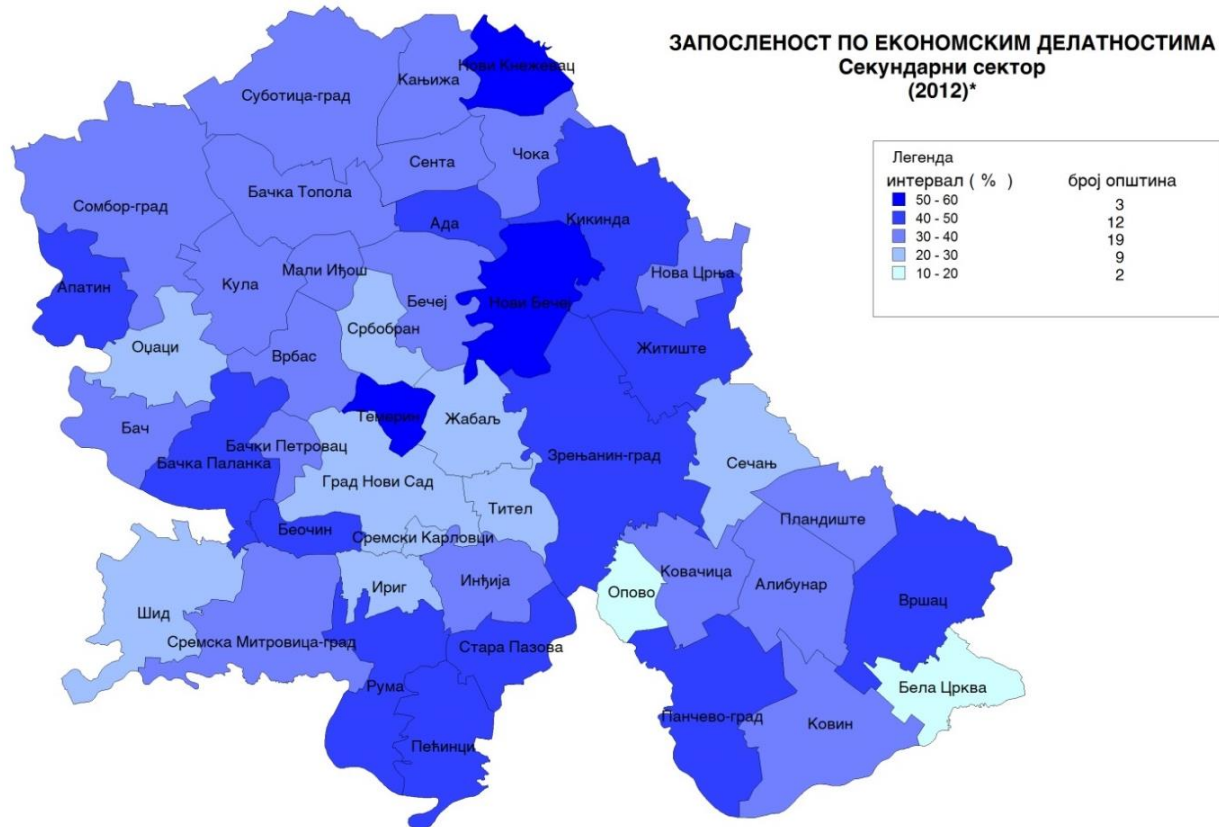 ЗАПОСЛЕНОСТ ПО ЕКОНОМСКИМ ДЕЛАТНОСТИМА
Секундарни сектор
(2012)*
Легенда
интервал ( % ) број општина
50 - 60 3
40 - 50 12
30 - 40 19
20 - 30 9
10 - 20 2
Нови Кнежевац
Кањижа
Суботица-град
Чока
Сента
Бачка Топола
Сомбор-град
Ада
Кикинда
Мали Иђош
Нова Црња
Кула
Апатин
Бечеј
Нови Бечеј
Србобран
Оџаци
Врбас
Житиште
Темерин
Жабаљ
Бач
Бачки Петровац
Бачка Паланка
Зрењанин-град
Сечањ
Град Нови Сад
Тител
Пландиште
Беочин
Сремски Карловци
Ковачица
Инђија
Ириг
Алибунар
Опово
Вршац
Шид
Сремска Митровица-град
Стара Пазова
Рума
Бела Црква
Панчево-град
Ковин
Пећинци